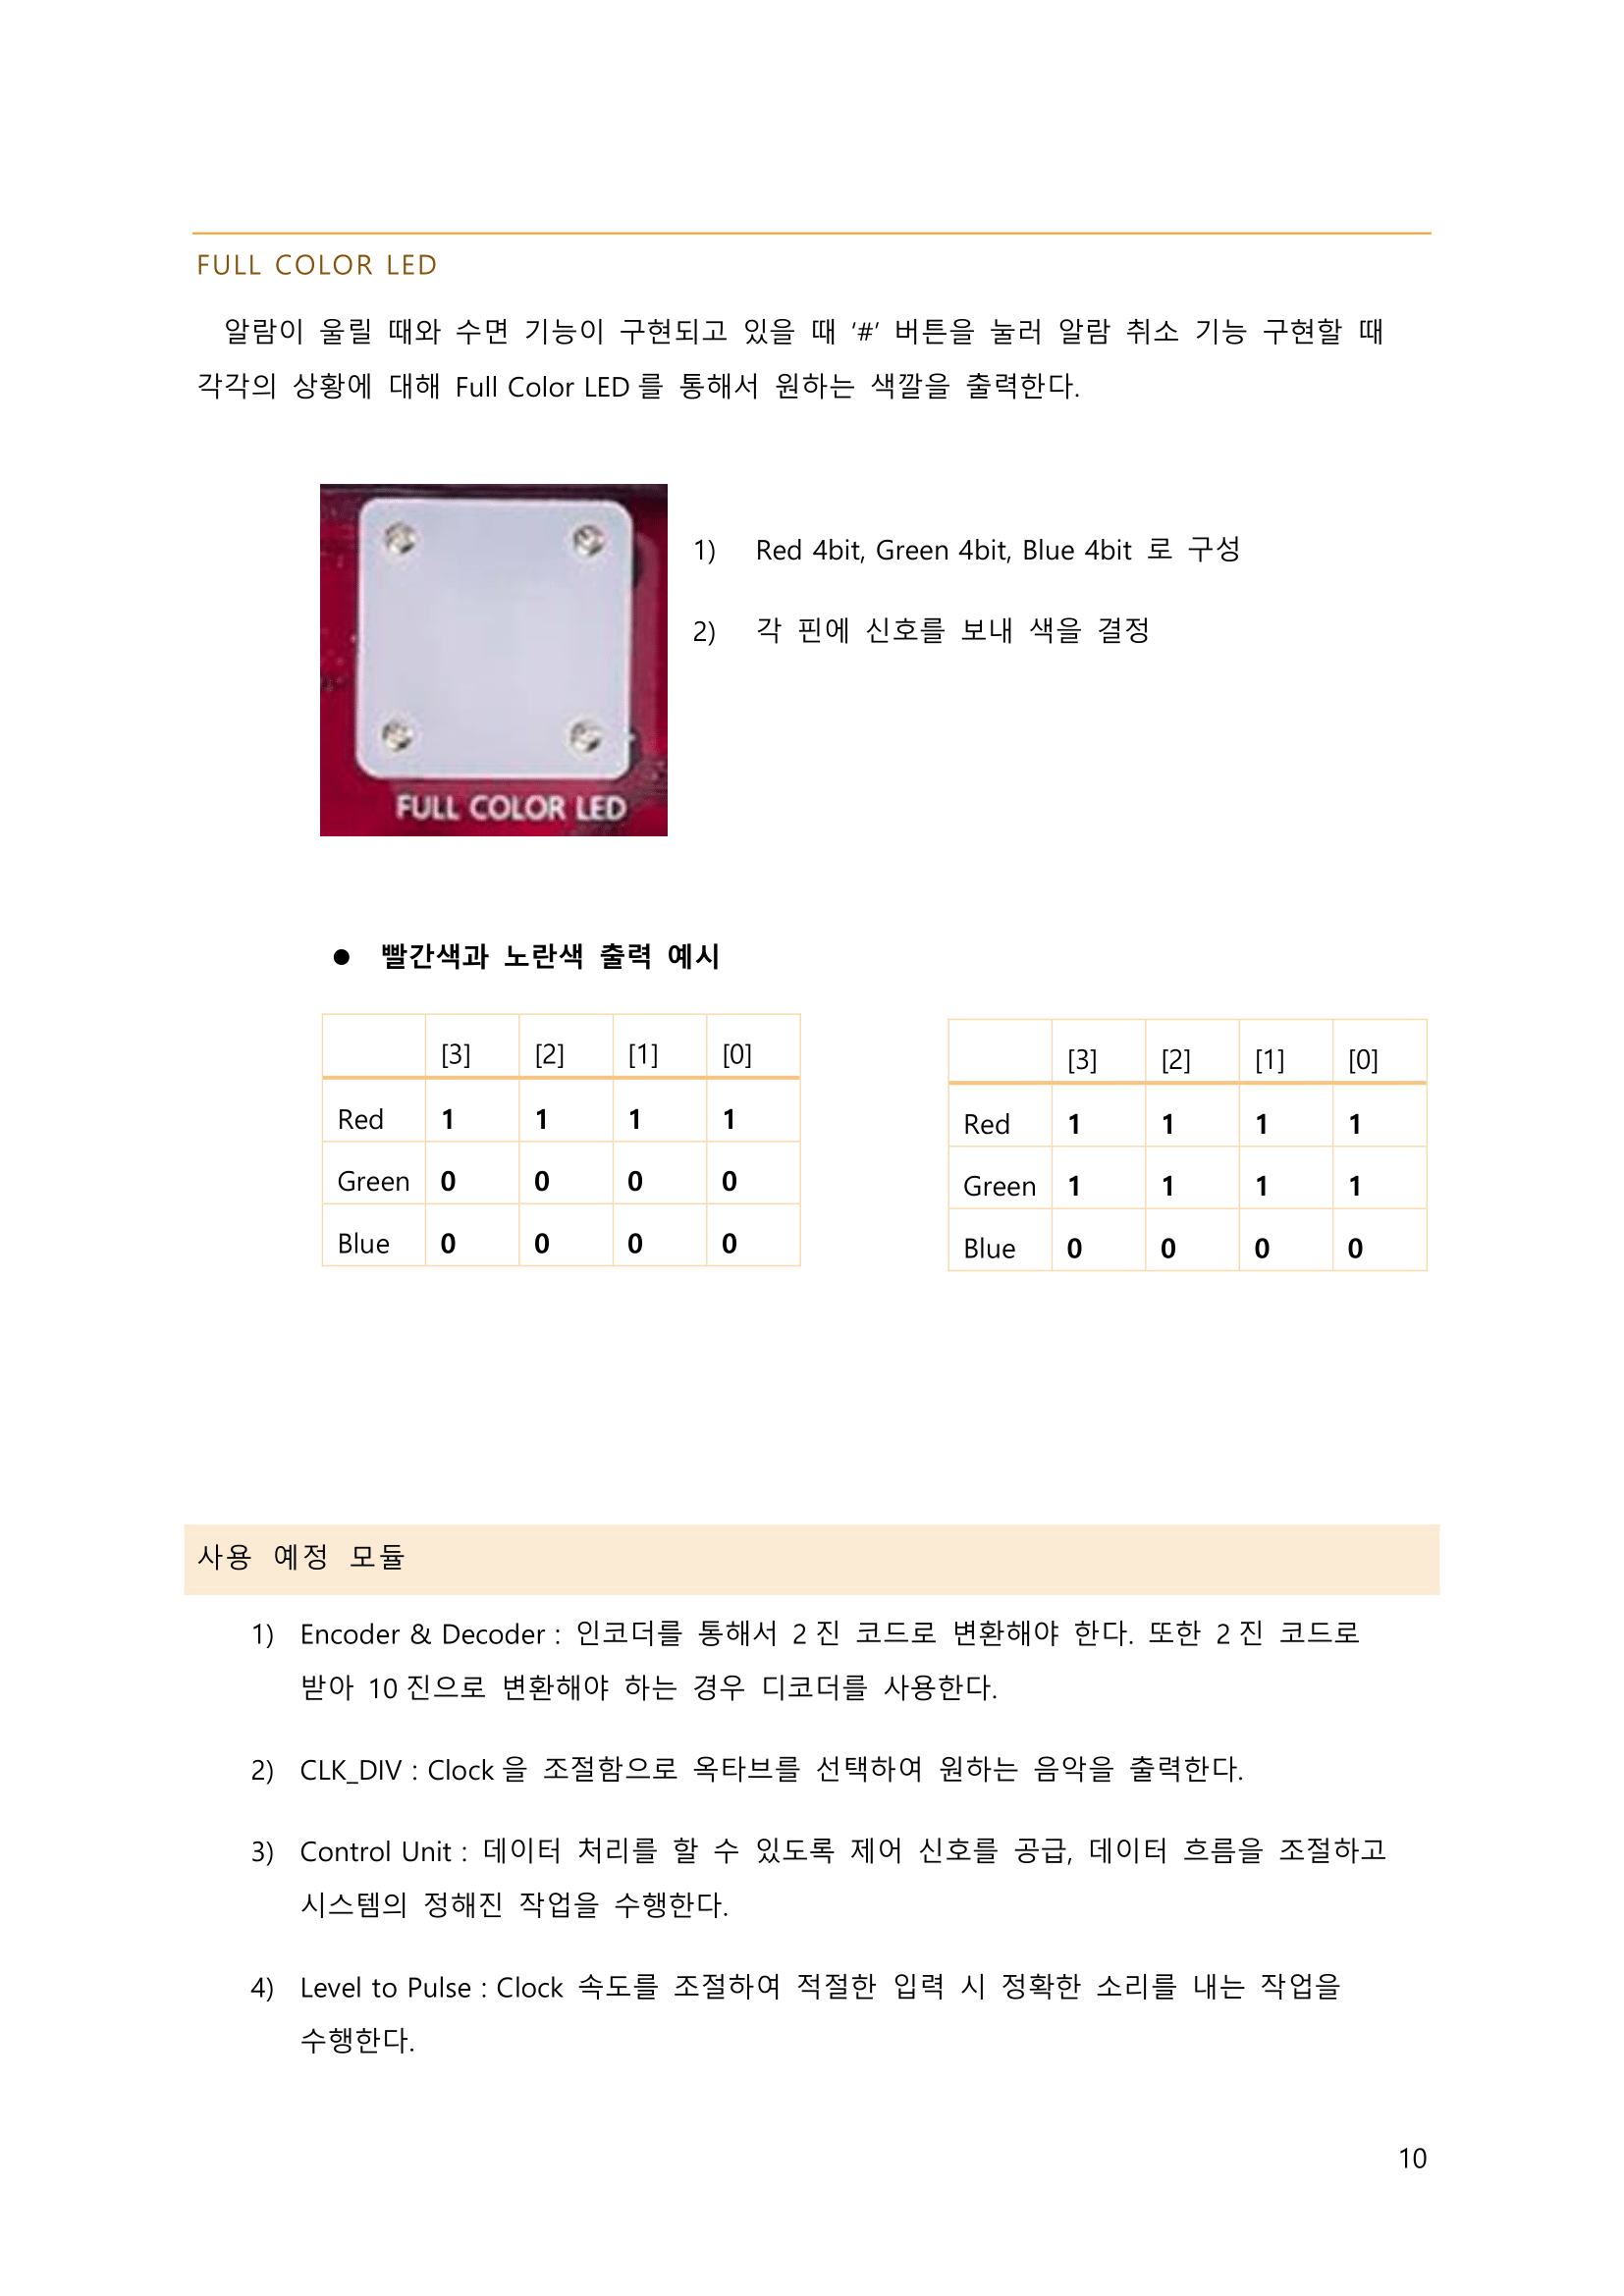 FULL COLOR LED
알람이 울릴 때와 수면 기능이 구현되고 있을 때 ‘#’ 버튼을 눌러 알람 취소 기능 구현할 때
각각의 상황에 대해 Full Color LED 를 통해서 원하는 색깔을 출력한다.
1) Red 4bit, Green 4bit, Blue 4bit 로 구성
2) 각 핀에 신호를 보내 색을 결정
FULL COLOR LED
● 빨간색과 노란색 출력 예시
[3] [2] [1] [0]
Red 1 1 1 1
Green 0 0 0 0
Blue 0 0 0 0
[3] [2] [1] [0]
Red 1 1 1 1
Green 1 1 1 1
Blue 0 0 0 0
사용 예정 모듈
1) Encoder & Decoder : 인코더를 통해서 2 진 코드로 변환해야 한다. 또한 2 진 코드로
받아 10 진으로 변환해야 하는 경우 디코더를 사용한다.
2) CLK_DIV : Clock 을 조절함으로 옥타브를 선택하여 원하는 음악을 출력한다.
3) Control Unit : 데이터 처리를 할 수 있도록 제어 신호를 공급, 데이터 흐름을 조절하고
시스템의 정해진 작업을 수행한다.
4) Level to Pulse : Clock 속도를 조절하여 적절한 입력 시 정확한 소리를 내는 작업을
수행한다.
10